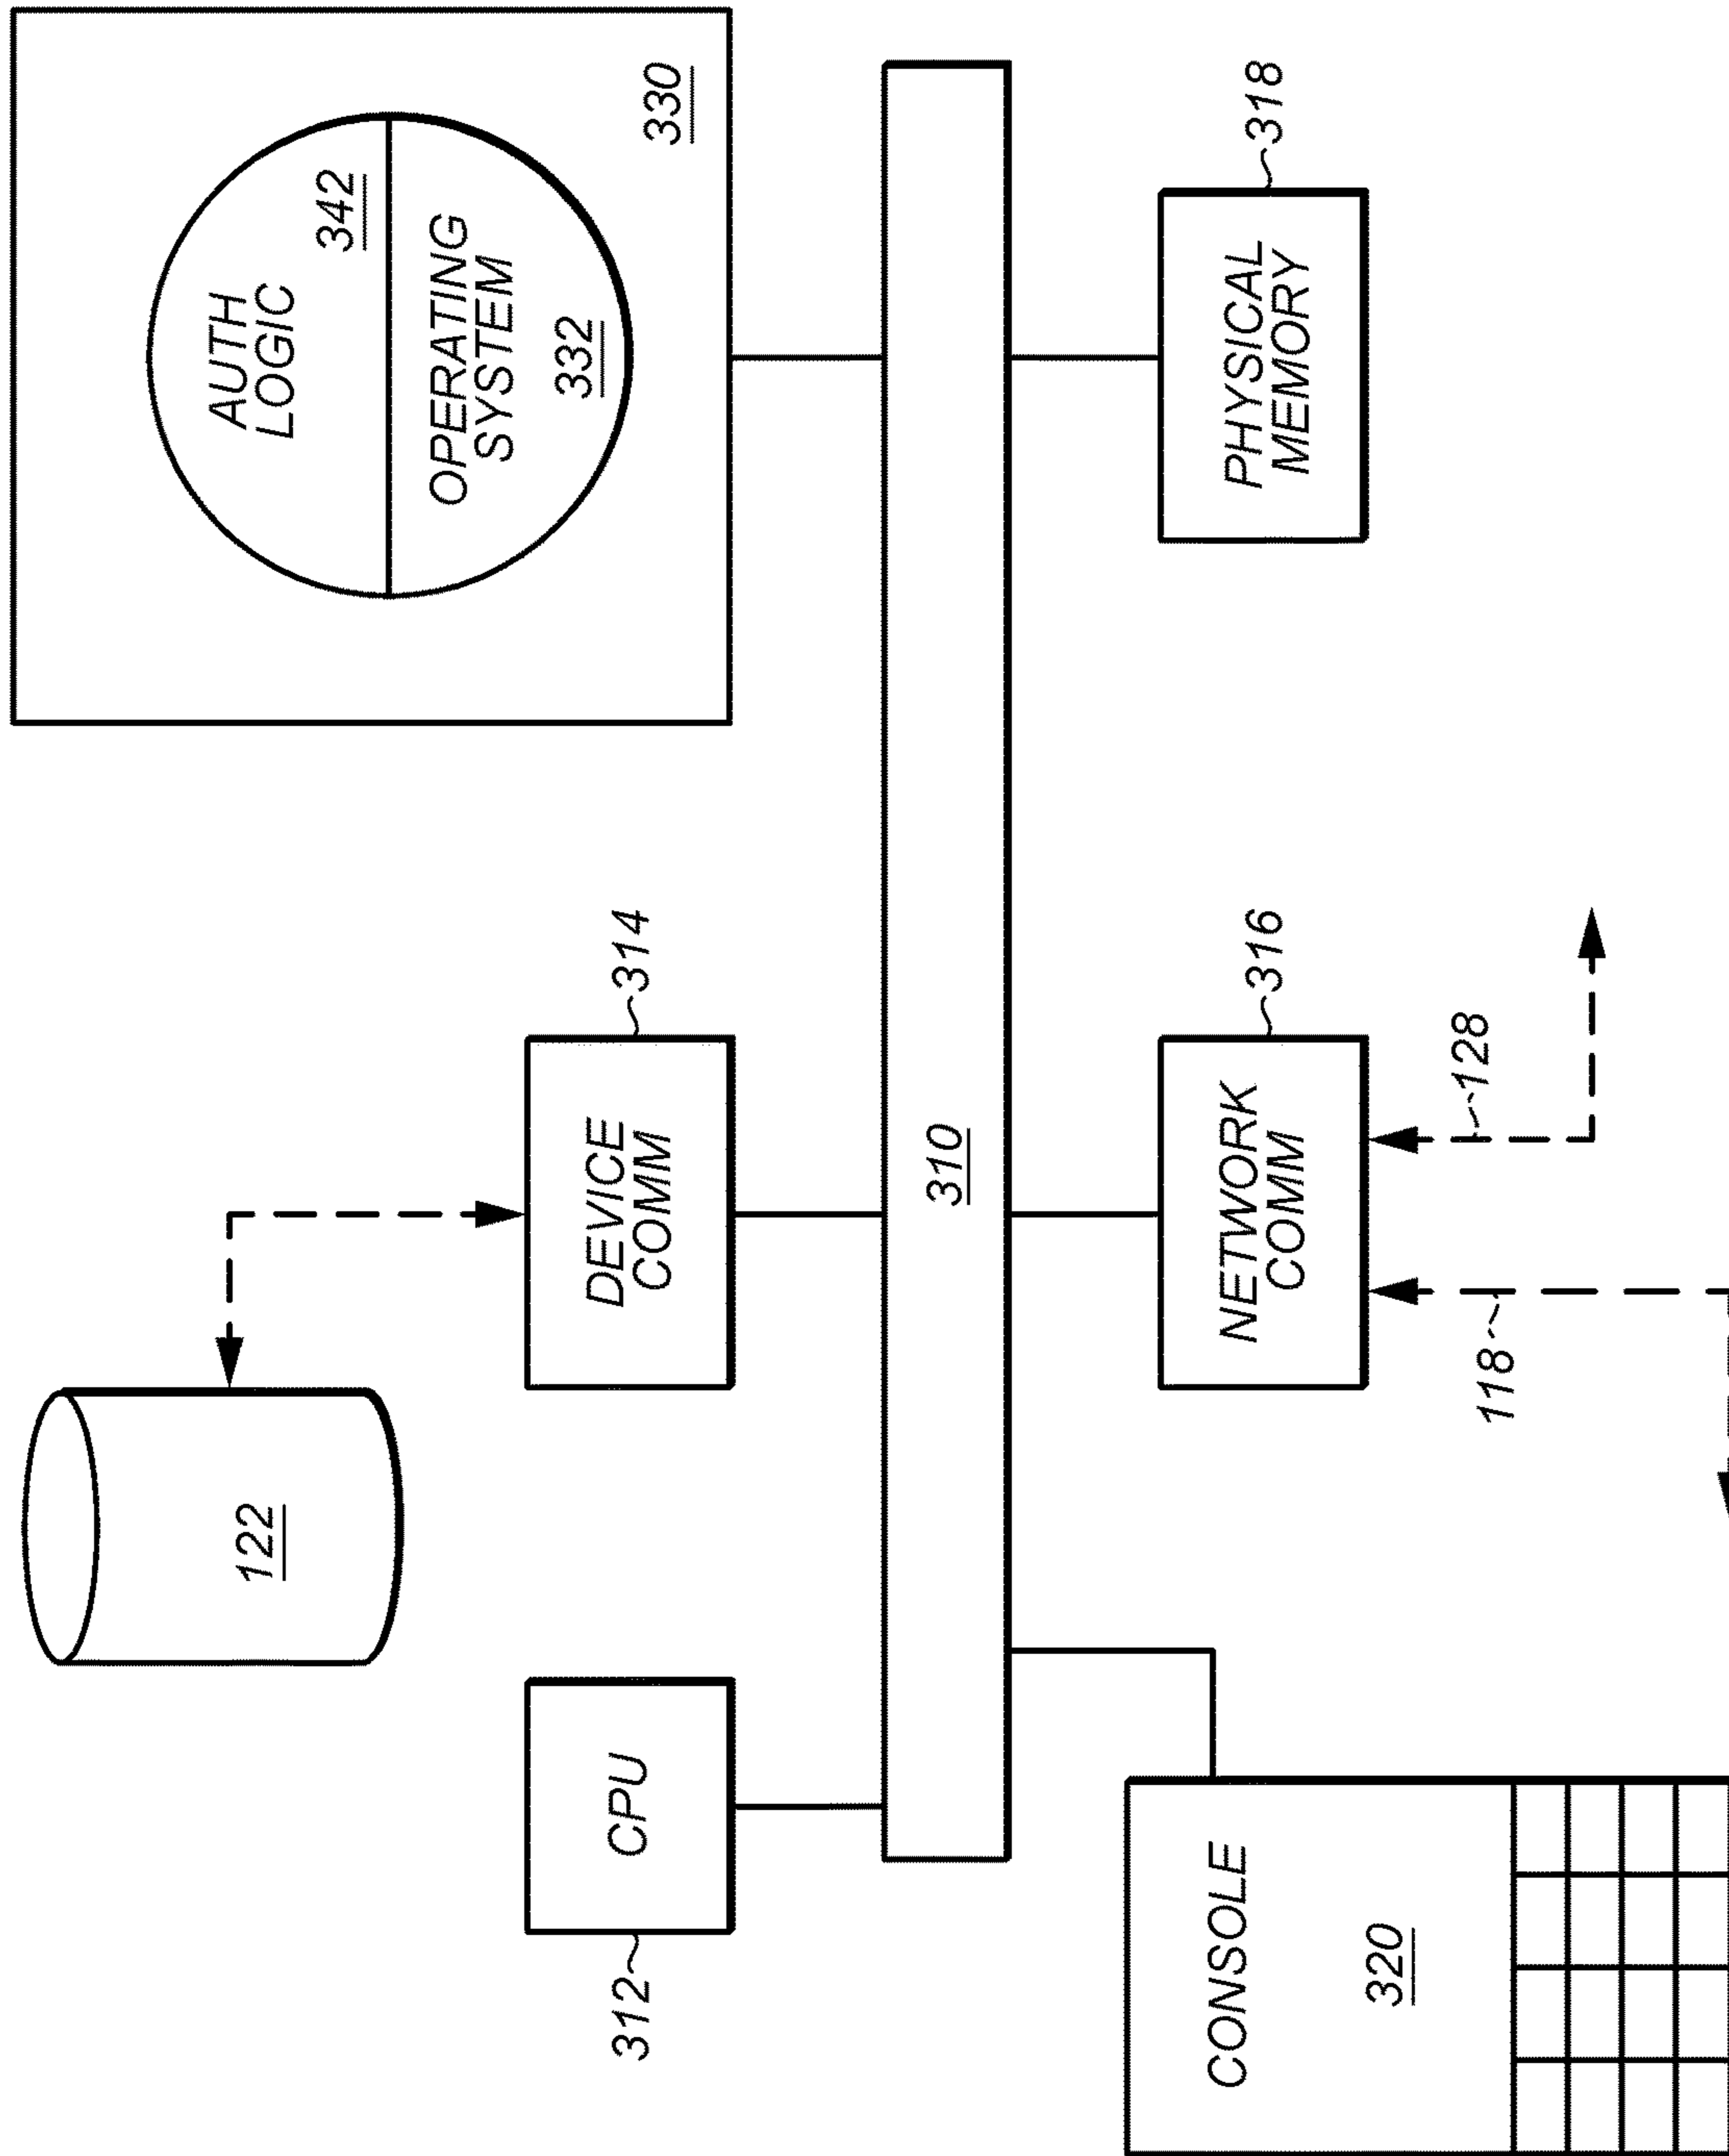 122
AUTH
LOGIC
342
OPERATING
SYSTEM
332
330
312
CPU
DEVICE
COMM
314
310
CONSOLE
320
NETWORK
COMM
316
PHYSICAL
MEMORY
318
118
128